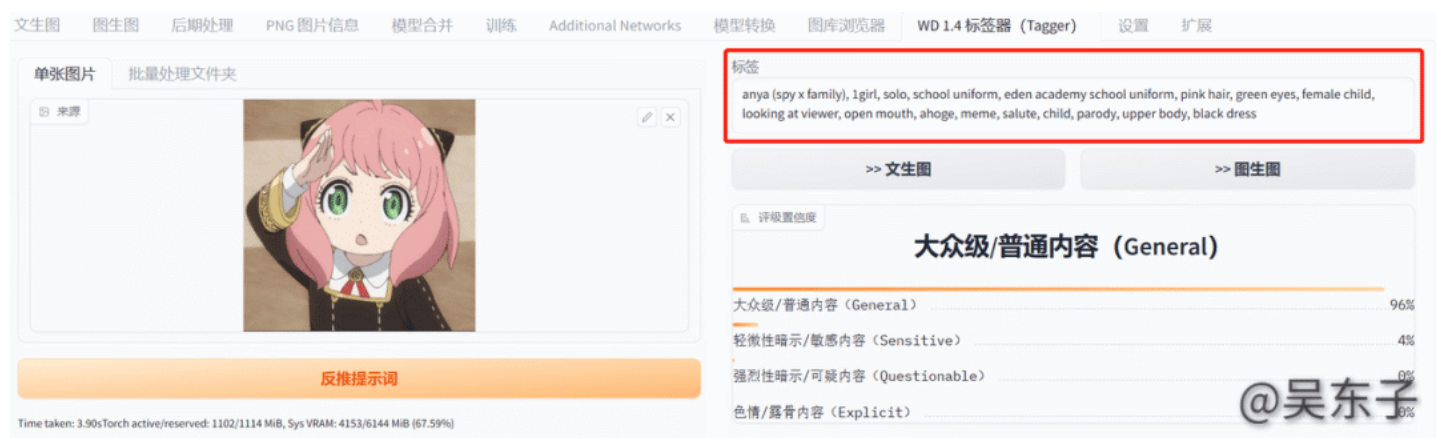 文生图 图生图 后期处理 PNG 图片信息 模型合并 训练 Additional Networks 模型转换 图库浏览器 WD 1.4 标签器（Tagger） 设置 扩展
单张图片 批量处理文件夹
来源
反推提示词
Time taken: 3.90sTorch active/reserved: 1102/1114 MiB, Sys VRAM: 4153/6144 MiB (67.59%)
标签
anya (spy x family), 1girl, solo, school uniform, eden academy school uniform, pink hair, green eyes, female child,
looking at viewer, open mouth, ahoge, meme, salute, child, parody, upper body, black dress
>> 文生图 >> 图生图
评级置信度
大众级/普通内容（General）
大众级/普通内容（General） 96%
轻微性暗示/敏感内容（Sensitive） 4%
强烈性暗示/可疑内容（Questionable） 0%
色情/露骨内容（Explicit） 0%
@吴东子